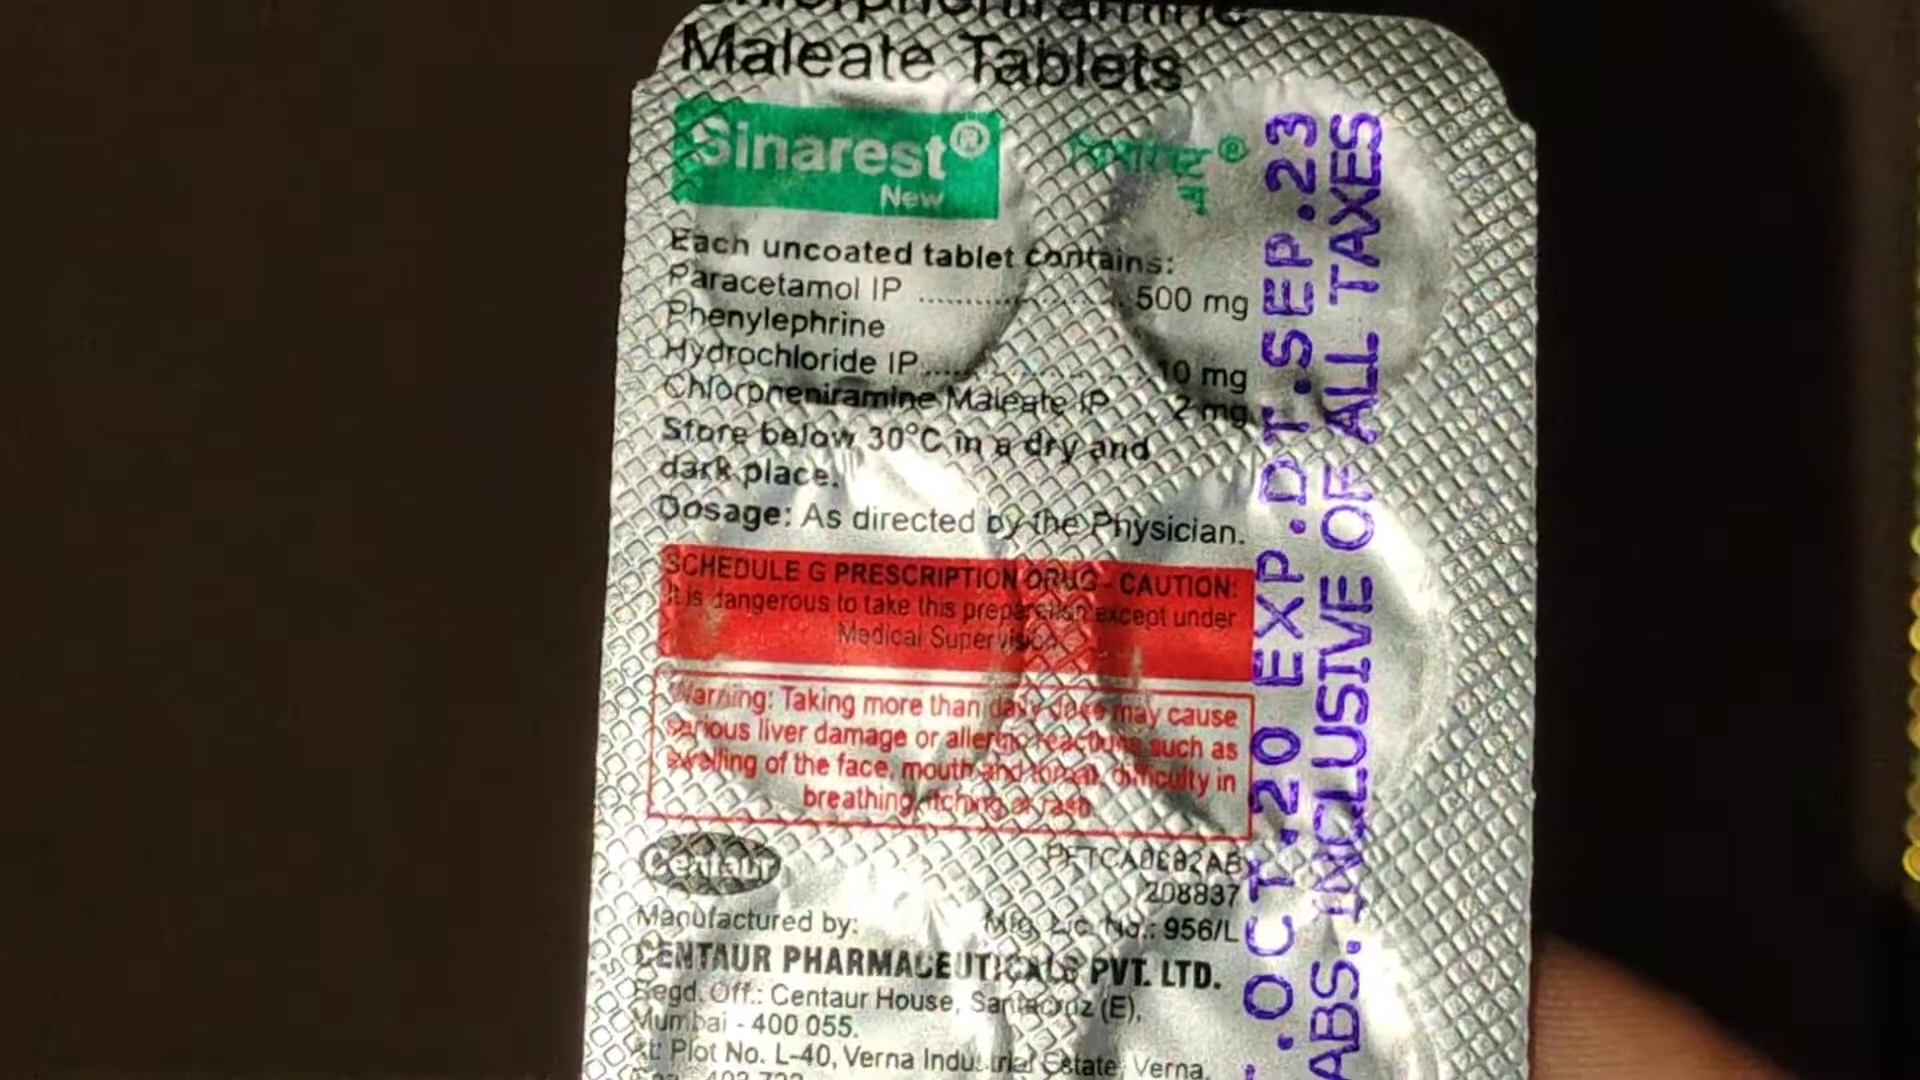 Chlorpheniramine
Maleate Tablets
Sinarest®
New
®
Each uncoated tablet contains:
Paracetamol IP .................... 500 mg
Phenylephrine
Hydrochloride IP.................... 10 mg
Chlorpheniramine Maleate IP 2 mg
Store below 30°C in a dry and
dark place.
Dosage: As directed by the Physician.
SCHEDULE G PRESCRIPTION DRUG - CAUTION:
It is dangerous to take this preparation except under
Medical Supervision
Warning: Taking more than daily dose may cause
serious liver damage or allergic reactions such as
swelling of the face, mouth and throat, difficulty in
breathing, itching or rash
Centaur
208837
Manufactured by:
Mfg. Lic. No.: 956/L
CENTAUR PHARMACEUTICALS PVT. LTD.
Regd. Off.: Centaur House, Santacruz (E),
Mumbai - 400 055.
At: Plot No. L-40, Verna Industrial Estate, Verna,
.OCT.20 EXP.DT.SEP.23
ABS. INCLUSIVE OF ALL TAXES